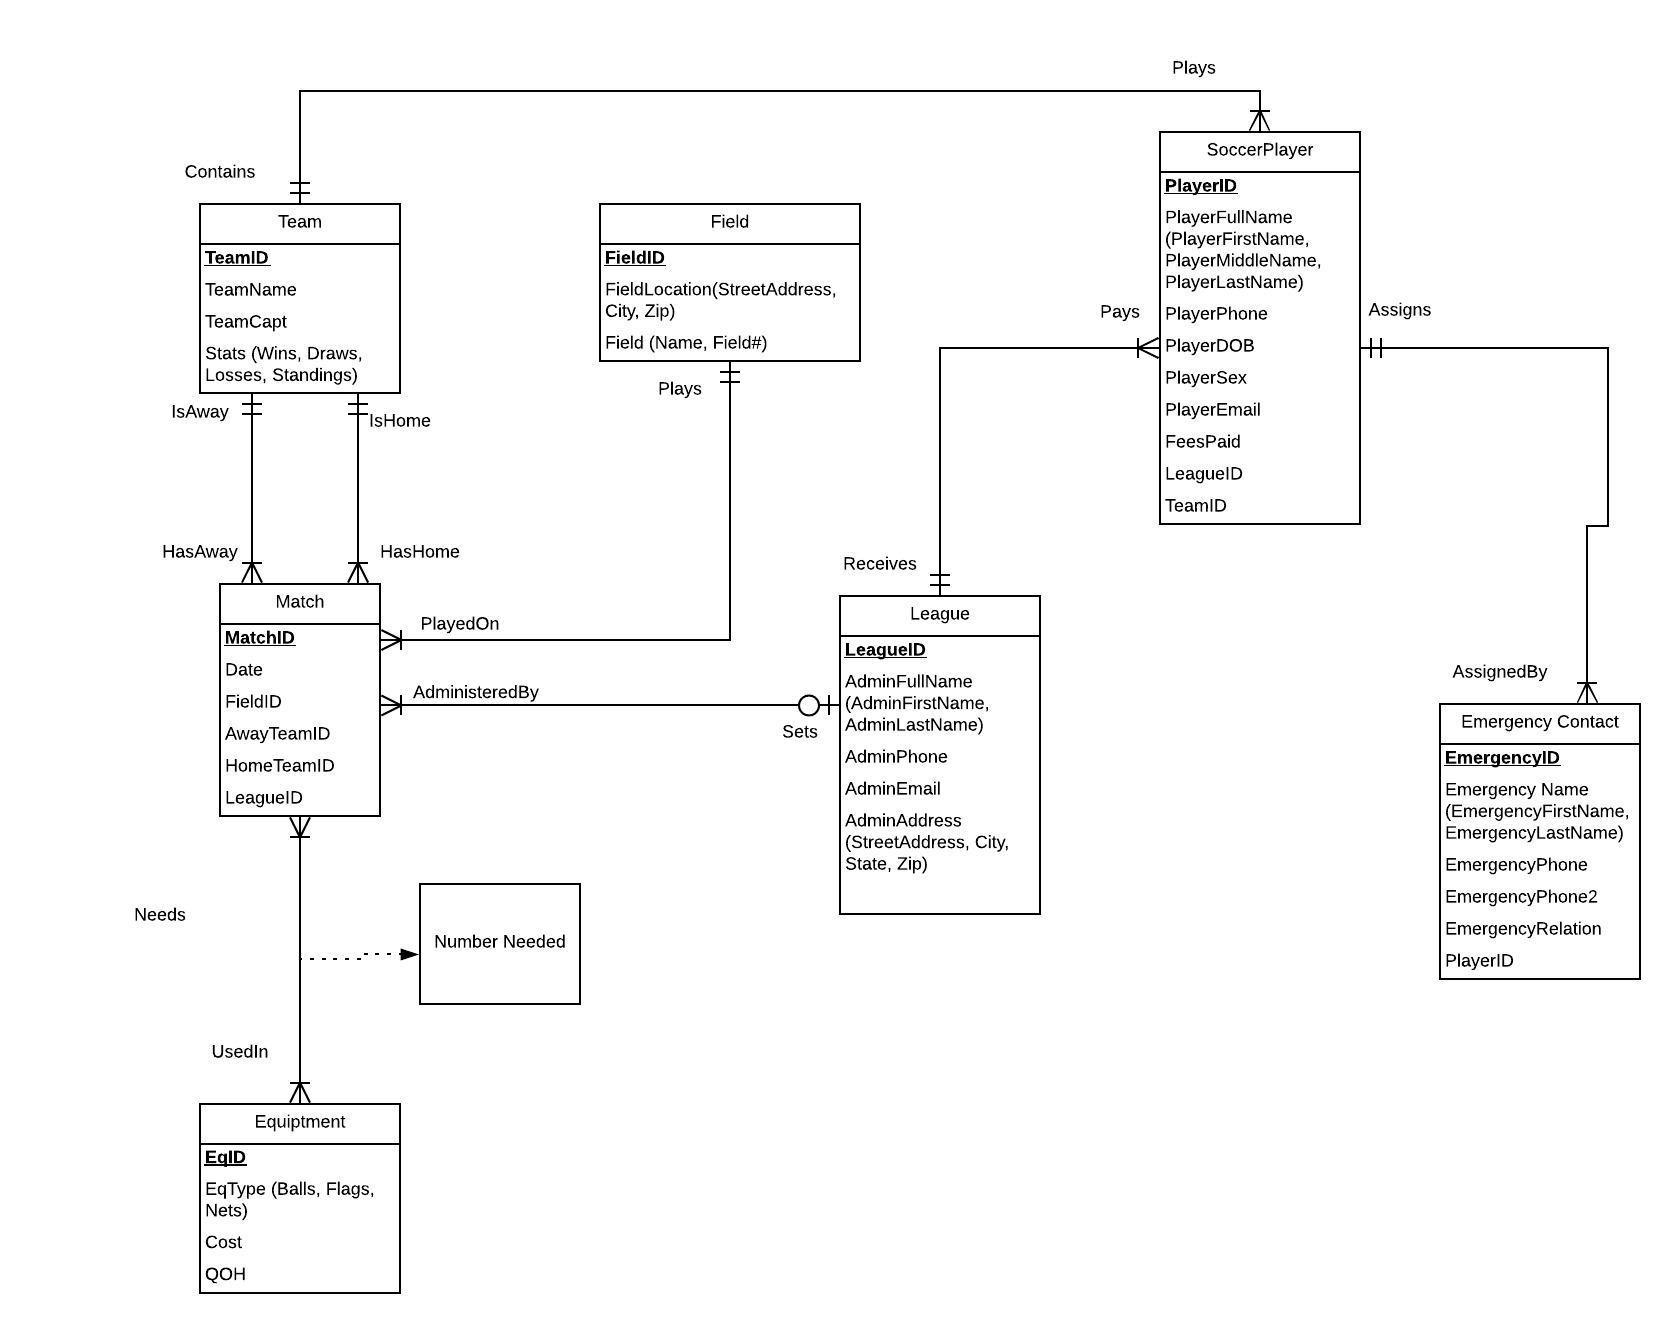 Plays
Contains
SoccerPlayer
PlayerID
PlayerFullName
(PlayerFirstName,
PlayerMiddleName,
PlayerLastName)
PlayerPhone
PlayerDOB
PlayerSex
PlayerEmail
FeesPaid
LeagueID
TeamID
Team
TeamID
TeamName
TeamCapt
Stats (Wins, Draws,
Losses, Standings)
Field
FieldID
FieldLocation(StreetAddress,
City, Zip)
Field (Name, Field#)
Pays
Assigns
Plays
IsAway
IsHome
HasAway
HasHome
Receives
Match
MatchID
Date
FieldID
AwayTeamID
HomeTeamID
LeagueID
PlayedOn
AdministeredBy
Sets
League
LeagueID
AdminFullName
(AdminFirstName,
AdminLastName)
AdminPhone
AdminEmail
AdminAddress
(StreetAddress, City,
State, Zip)
AssignedBy
Emergency Contact
EmergencyID
Emergency Name
(EmergencyFirstName,
EmergencyLastName)
EmergencyPhone
EmergencyPhone2
EmergencyRelation
PlayerID
Needs
Number Needed
UsedIn
Equiptment
EqID
EqType (Balls, Flags,
Nets)
Cost
QOH